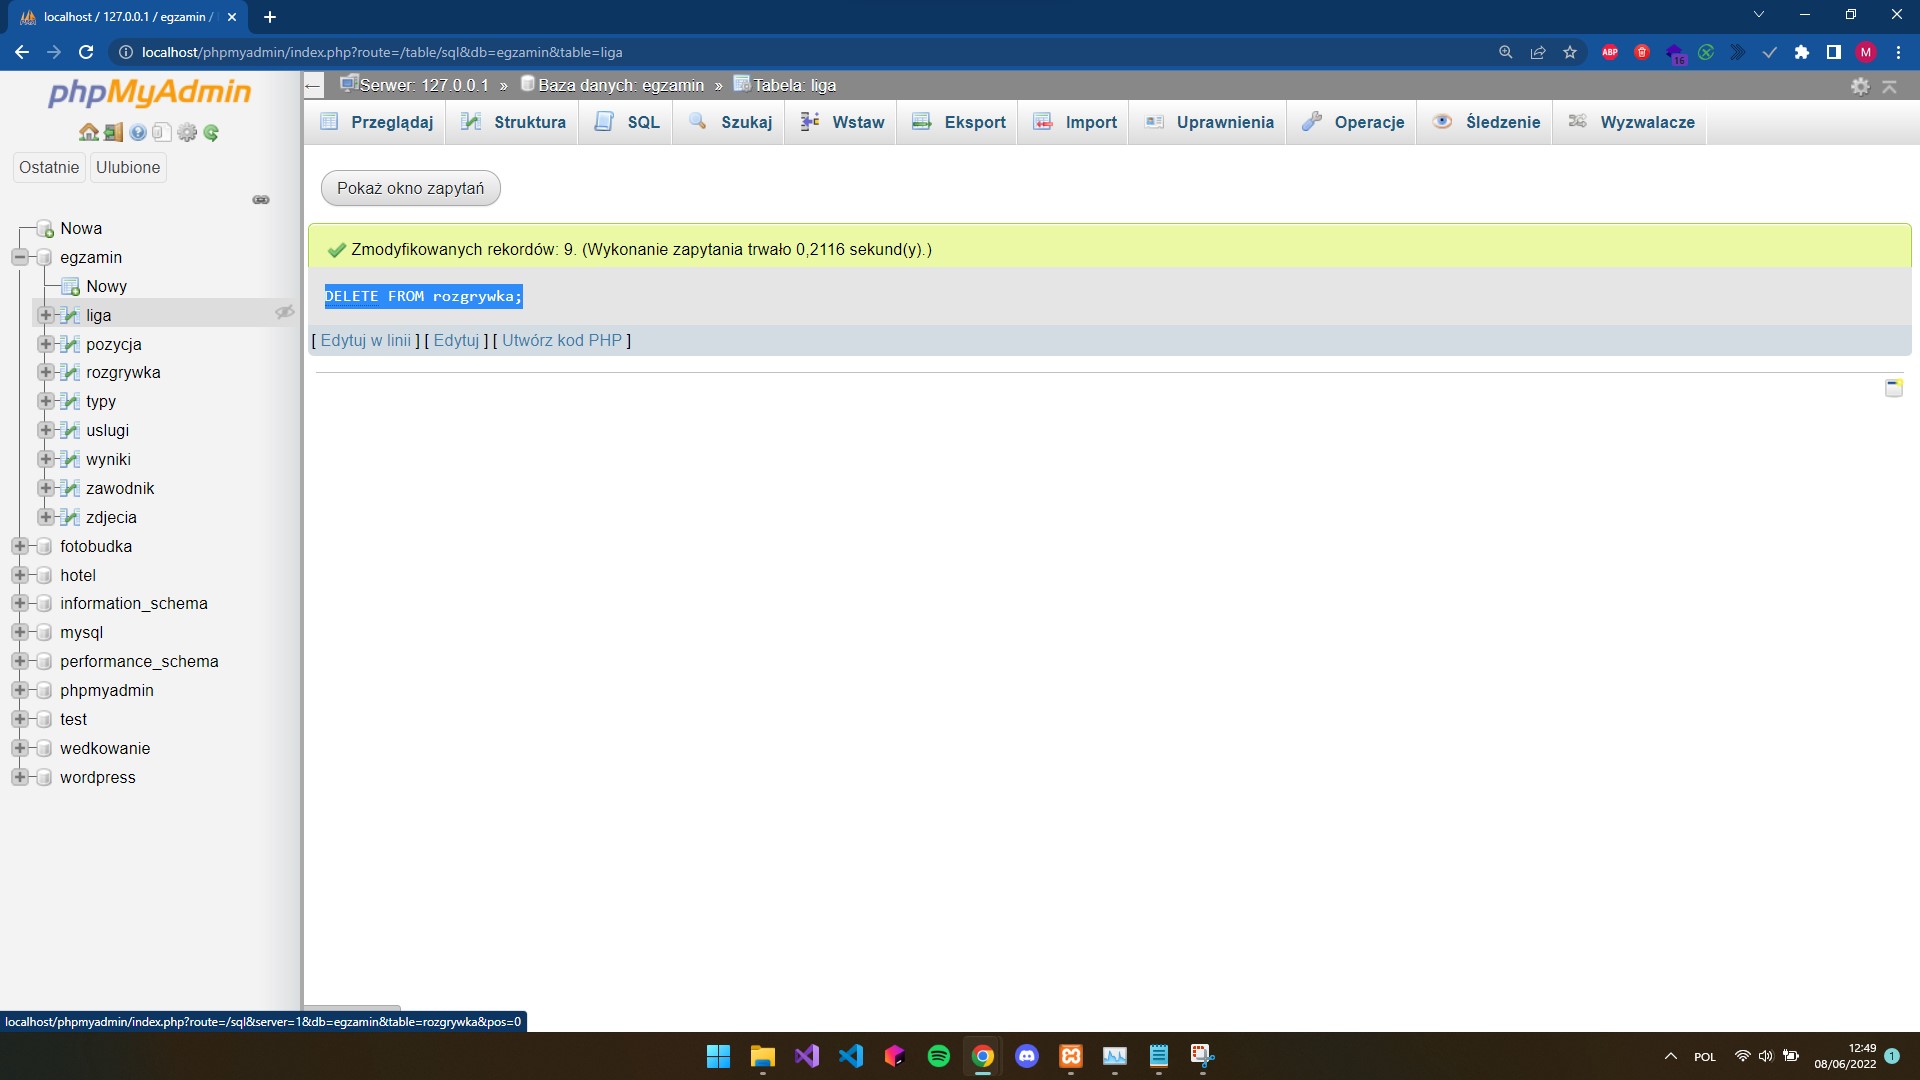 localhost / 127.0.0.1 / egzamin /
localhost/phpmyadmin/index.php?route=/table/sql&db=egzamin&table=liga
ABP
16
M
phpMyAdmin
Ostatnie
Ulubione
Nowa
egzamin
Nowy
liga
pozycja
rozgrywka
typy
uslugi
wyniki
zawodnik
zdjecia
fotobudka
hotel
information_schema
mysql
performance_schema
phpmyadmin
test
wedkowanie
wordpress
Serwer: 127.0.0.1 » Baza danych: egzamin » Tabela: liga
Przeglądaj
Struktura
SQL
Szukaj
Wstaw
Eksport
Import
Uprawnienia
Operacje
Śledzenie
Wyzwalacze
Pokaż okno zapytań
Zmodyfikowanych rekordów: 9. (Wykonanie zapytania trwało 0,2116 sekund(y).)
DELETE FROM rozgrywka;
[ Edytuj w linii ] [ Edytuj ] [ Utwórz kod PHP ]
localhost/phpmyadmin/index.php?route=/sql&server=1&db=egzamin&table=rozgrywka&pos=0
POL
12:49
08/06/2022
1